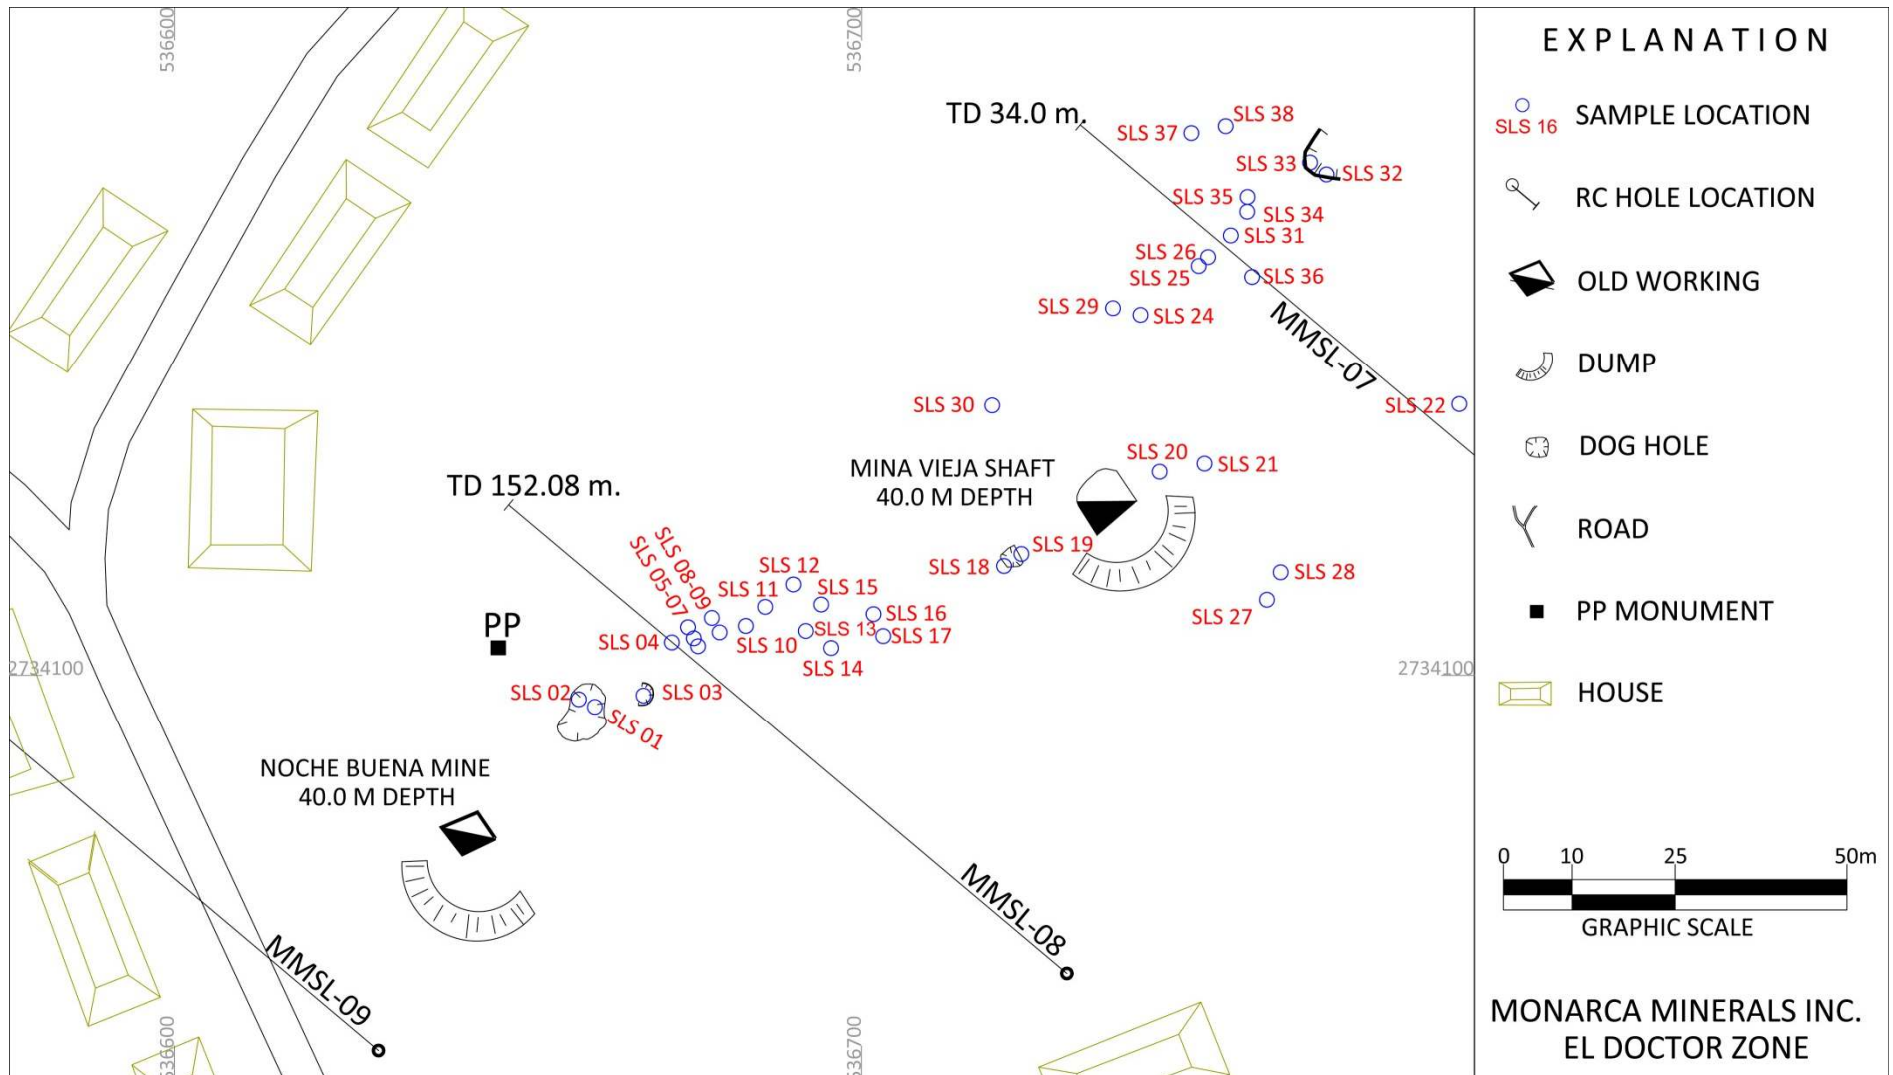 536600
536700
TD 34.0 m.
SLS 37
SLS 38
SLS 33
SLS 32
SLS 35
SLS 34
SLS 31
SLS 26
SLS 25
SLS 36
SLS 29
SLS 24
MMSL-07
SLS 30
SLS 22
SLS 20
SLS 21
MINA VIEJA SHAFT
40.0 M DEPTH
TD 152.08 m.
SLS 19
SLS 18
SLS 28
SLS 27
SLS 08-09
SLS 05-07
SLS 12
SLS 11
SLS 15
SLS 16
SLS 13
SLS 17
SLS 04
SLS 10
SLS 14
PP
2734100
2734100
SLS 02
SLS 03
SLS 01
NOCHE BUENA MINE
40.0 M DEPTH
MMSL-08
MMSL-09
536600
536700
EXPLANATION
SLS 16
SAMPLE LOCATION
RC HOLE LOCATION
OLD WORKING
DUMP
DOG HOLE
ROAD
PP MONUMENT
HOUSE
0 10 25 50m
GRAPHIC SCALE
MONARCA MINERALS INC.
EL DOCTOR ZONE